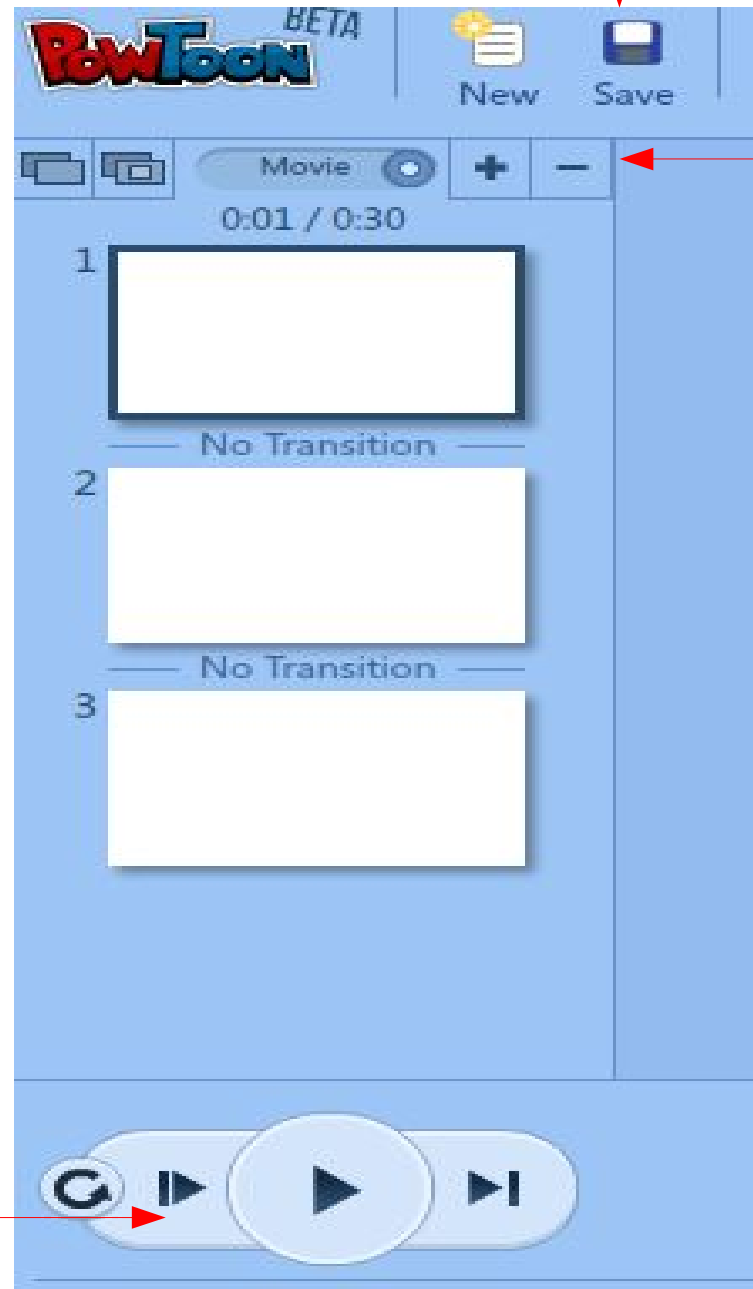 PowToon BETA
New Save
Movie + −
0:01 / 0:30
1
No Transition
2
No Transition
3